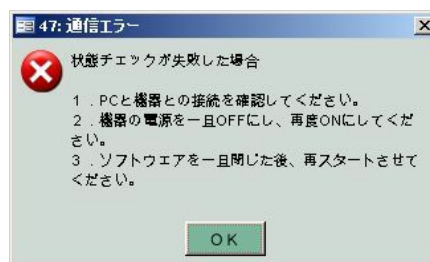 47: 通信エラー
状態チェックが失敗した場合
１．PCと機器との接続を確認してください。
２．機器の電源を一旦OFFにし、再度ONにしてくだ
さい。
３．ソフトウエアを一旦閉じた後、再スタートさせて
ください。
OK